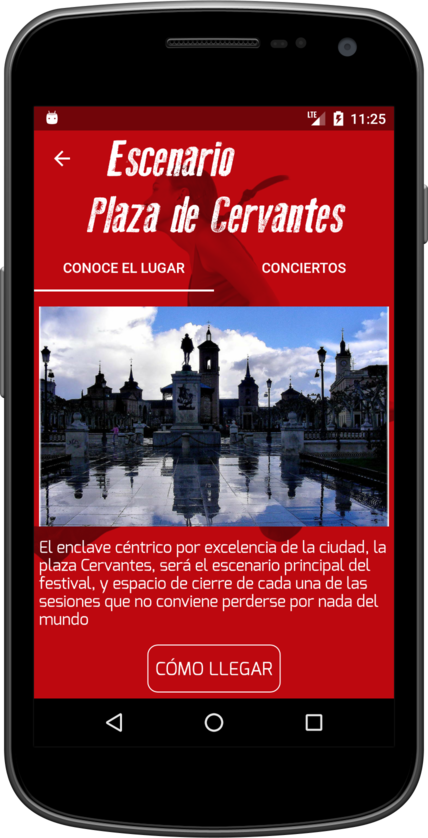 LTE 11:25
Escenario
Plaza de Cervantes
CONOCE EL LUGAR CONCIERTOS
El enclave céntrico por excelencia de la ciudad, la
plaza Cervantes, será el escenario principal del
festival, y espacio de cierre de cada una de las
sesiones que no conviene perderse por nada del
mundo
CÓMO LLEGAR